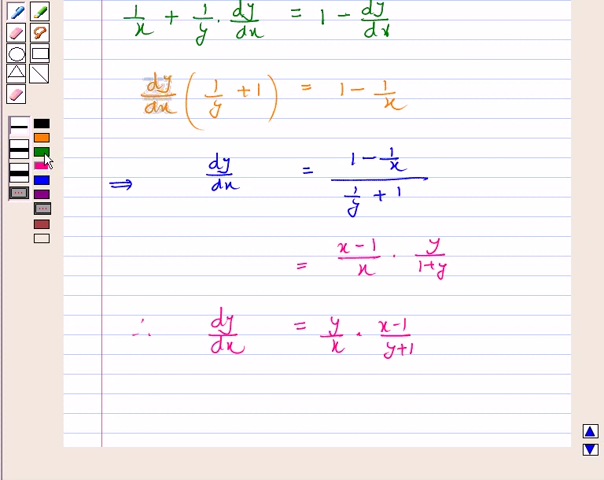 1/x + 1/y · dy/dx = 1 - dy/dx
dy/dx ( 1/y + 1 ) = 1 - 1/x
⇒ dy/dx = (1 - 1/x) / (1/y + 1)
= (x-1)/x · y/(1+y)
∴ dy/dx = y/x · (x-1)/(y+1)